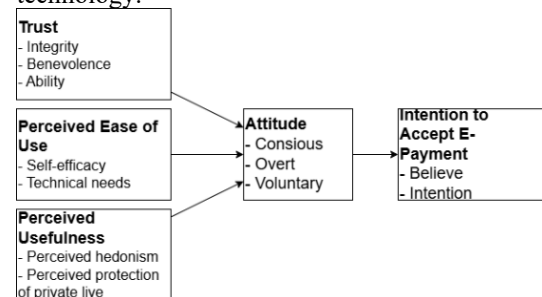 technology.
Trust
- Integrity
- Benevolence
- Ability
Perceived Ease of
Use
- Self-efficacy
- Technical needs
Perceived
Usefulness
- Perceived hedonism
- Perceived protection
of private live
Attitude
- Consious
- Overt
- Voluntary
Intention to
Accept E-
Payment
- Believe
- Intention